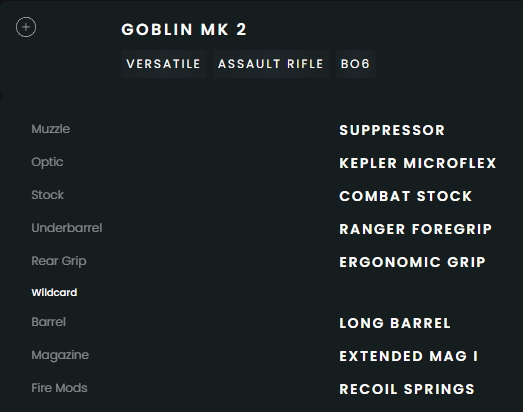 GOBLIN MK 2
VERSATILE ASSAULT RIFLE BO6
Muzzle SUPPRESSOR
Optic KEPLER MICROFLEX
Stock COMBAT STOCK
Underbarrel RANGER FOREGRIP
Rear Grip ERGONOMIC GRIP
Wildcard
Barrel LONG BARREL
Magazine EXTENDED MAG I
Fire Mods RECOIL SPRINGS